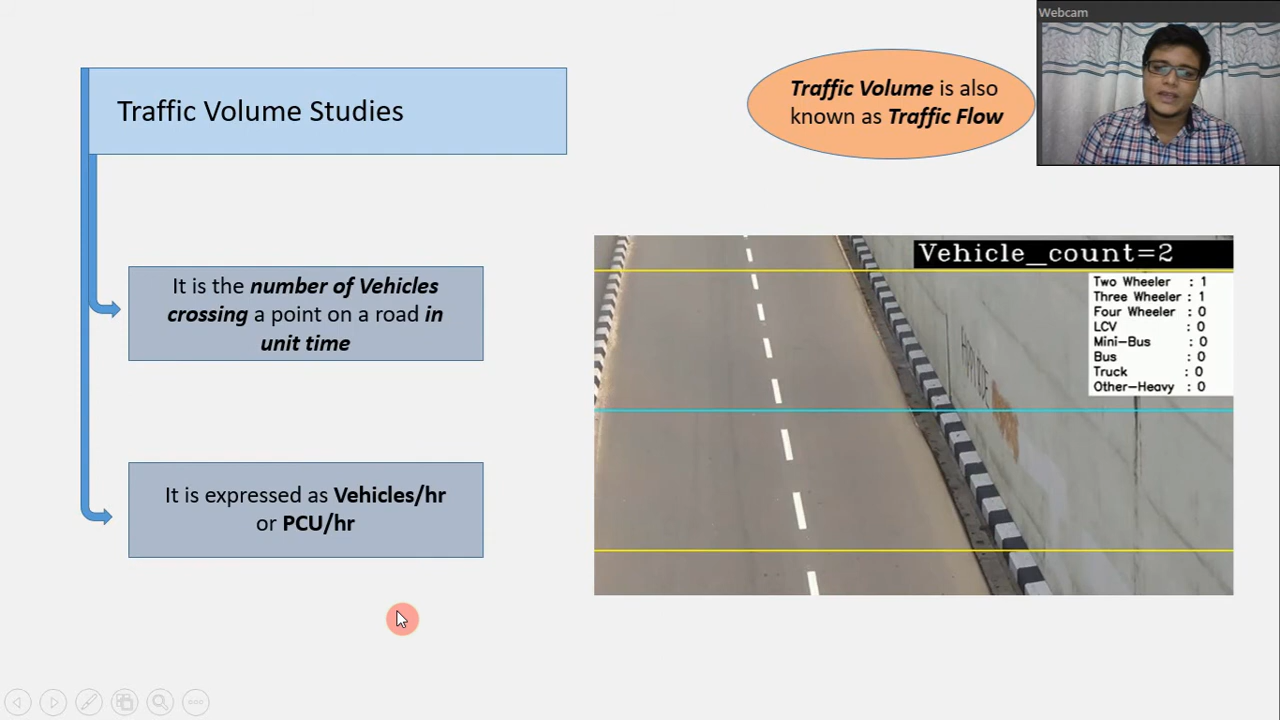 Webcam
Traffic Volume Studies
Traffic Volume is also
known as Traffic Flow
It is the number of Vehicles
crossing a point on a road in
unit time
It is expressed as Vehicles/hr
or PCU/hr
Vehicle_count=2
Two Wheeler : 1
Three Wheeler : 1
Four Wheeler : 0
LCV : 0
Mini-Bus : 0
Bus : 0
Truck : 0
Other-Heavy : 0